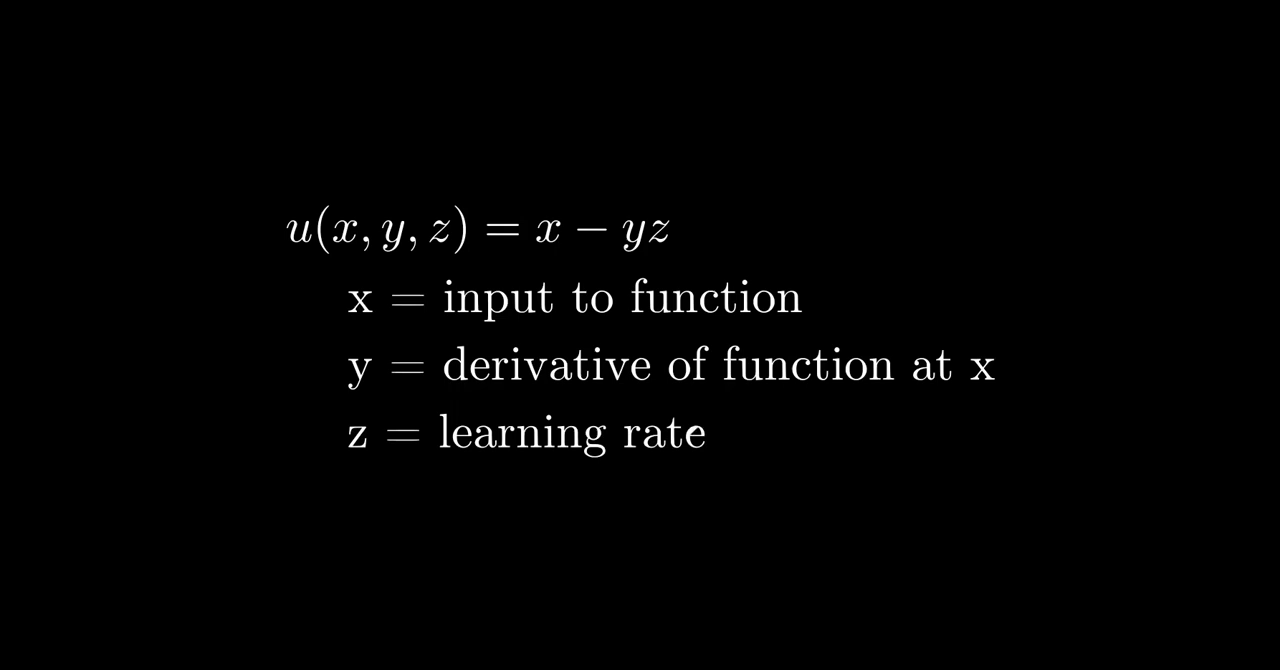 u(x, y, z) = x − yz
x = input to function
y = derivative of function at x
z = learning rate